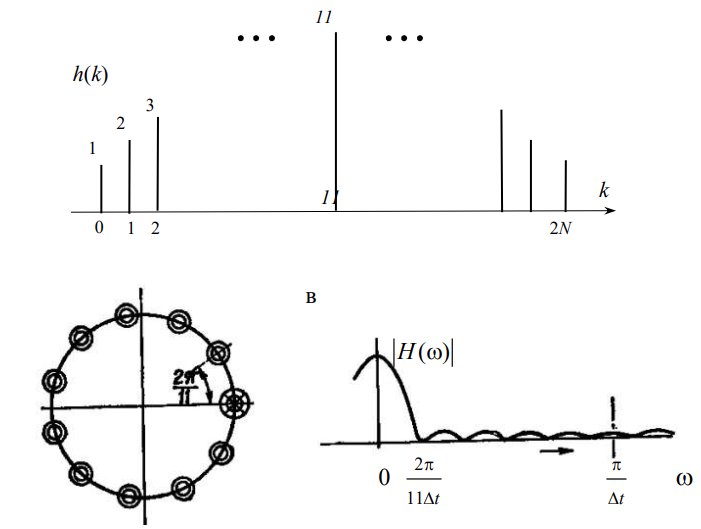 11
• • • • • •
h(k)
3
2
1
11
k
0 1 2 2N
в
|H(ω)|
2π
11
0 2π/11Δt π/Δt ω